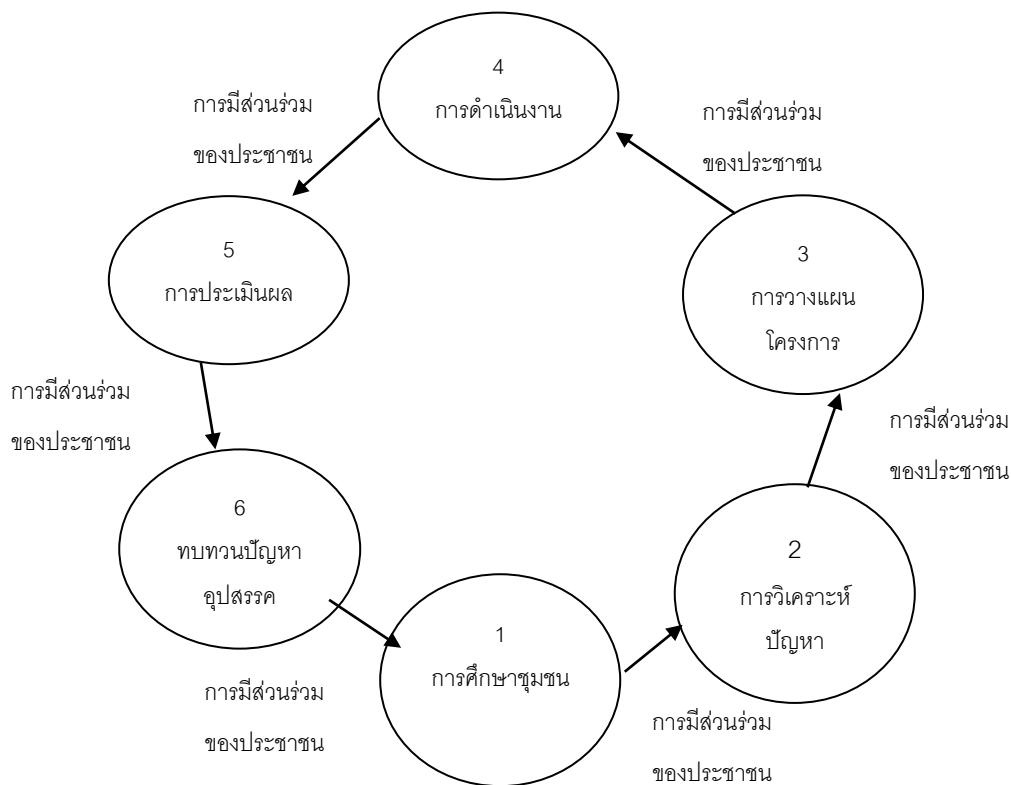 4
การดำเนินงาน
การมีส่วนร่วม
ของประชาชน
การมีส่วนร่วม
ของประชาชน
5
การประเมินผล
3
การวางแผน
โครงการ
การมีส่วนร่วม
ของประชาชน
การมีส่วนร่วม
ของประชาชน
6
ทบทวนปัญหา
อุปสรรค
2
การวิเคราะห์
ปัญหา
1
การศึกษาชุมชน
การมีส่วนร่วม
ของประชาชน
การมีส่วนร่วม
ของประชาชน